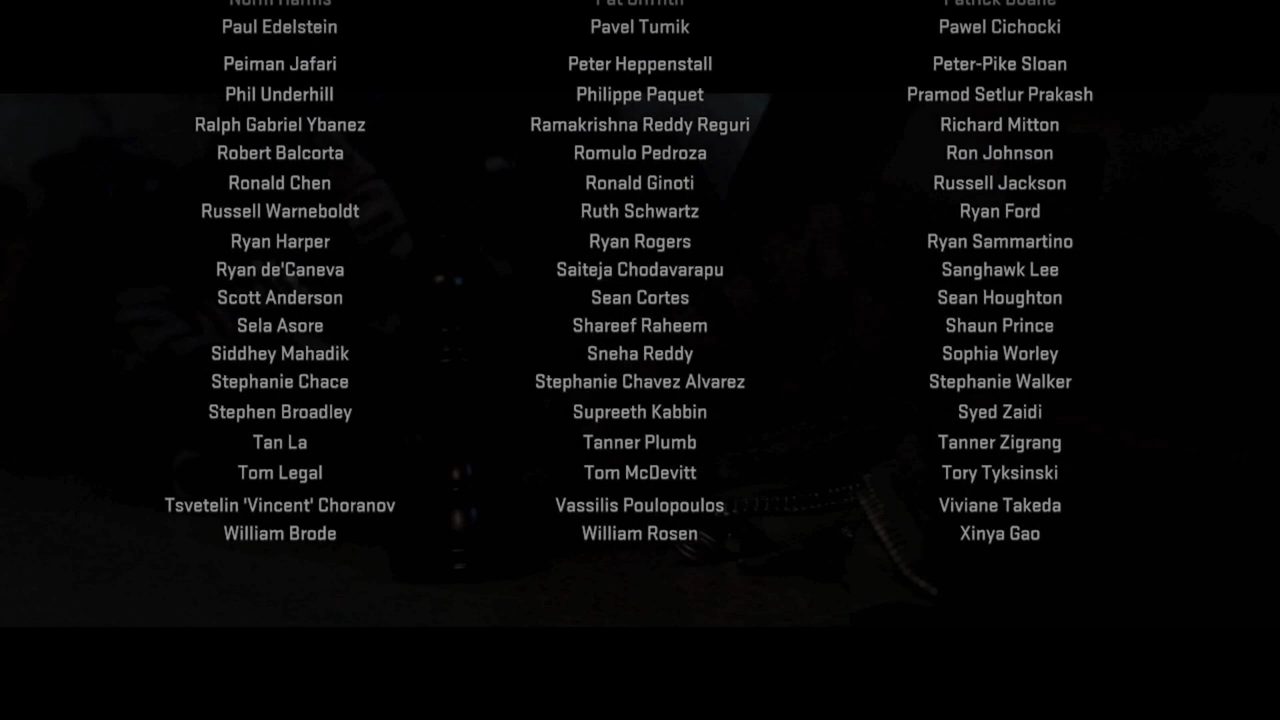 Paul Edelstein Pavel Tumik Pawel Cichocki
Peiman Jafari Peter Heppenstall Peter-Pike Sloan
Phil Underhill Philippe Paquet Pramod Setlur Prakash
Ralph Gabriel Ybanez Ramakrishna Reddy Reguri Richard Mitton
Robert Balcorta Romulo Pedroza Ron Johnson
Ronald Chen Ronald Ginoti Russell Jackson
Russell Warneboldt Ruth Schwartz Ryan Ford
Ryan Harper Ryan Rogers Ryan Sammartino
Ryan de'Caneva Saiteja Chodavarapu Sanghawk Lee
Scott Anderson Sean Cortes Sean Houghton
Sela Asore Shareef Raheem Shaun Prince
Siddhey Mahadik Sneha Reddy Sophia Worley
Stephanie Chace Stephanie Chavez Alvarez Stephanie Walker
Stephen Broadley Supreeth Kabbin Syed Zaidi
Tan La Tanner Plumb Tanner Zigrang
Tom Legal Tom McDevitt Tory Tyksinski
Tsvetelin 'Vincent' Choranov Vassilis Poulopoulos Viviane Takeda
William Brode William Rosen Xinya Gao